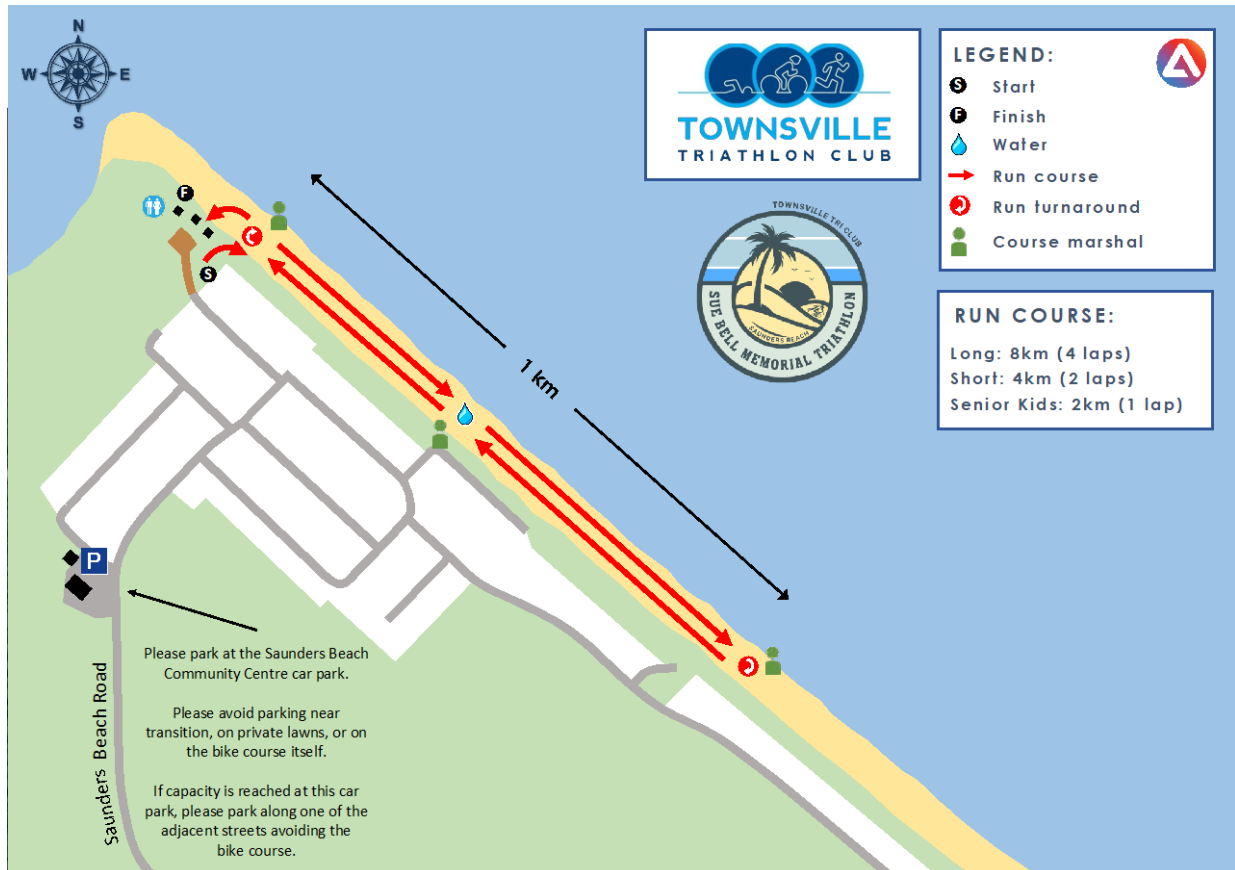 N
W
E
S
TOWNSVILLE
TRIATHLON CLUB
LEGEND:
S Start
F Finish
Water
Run course
Run turnaround
Course marshal
TOWNSVILLE TRI CLUB
SAUNDERS BEACH
SUE BELL MEMORIAL TRIATHLON
RUN COURSE:
Long: 8km (4 laps)
Short: 4km (2 laps)
Senior Kids: 2km (1 lap)
F
S
1 km
P
Please park at the Saunders Beach
Community Centre car park.
Please avoid parking near
transition, on private lawns, or on
the bike course itself.
If capacity is reached at this car
park, please park along one of the
adjacent streets avoiding the
bike course.
Saunders Beach Road